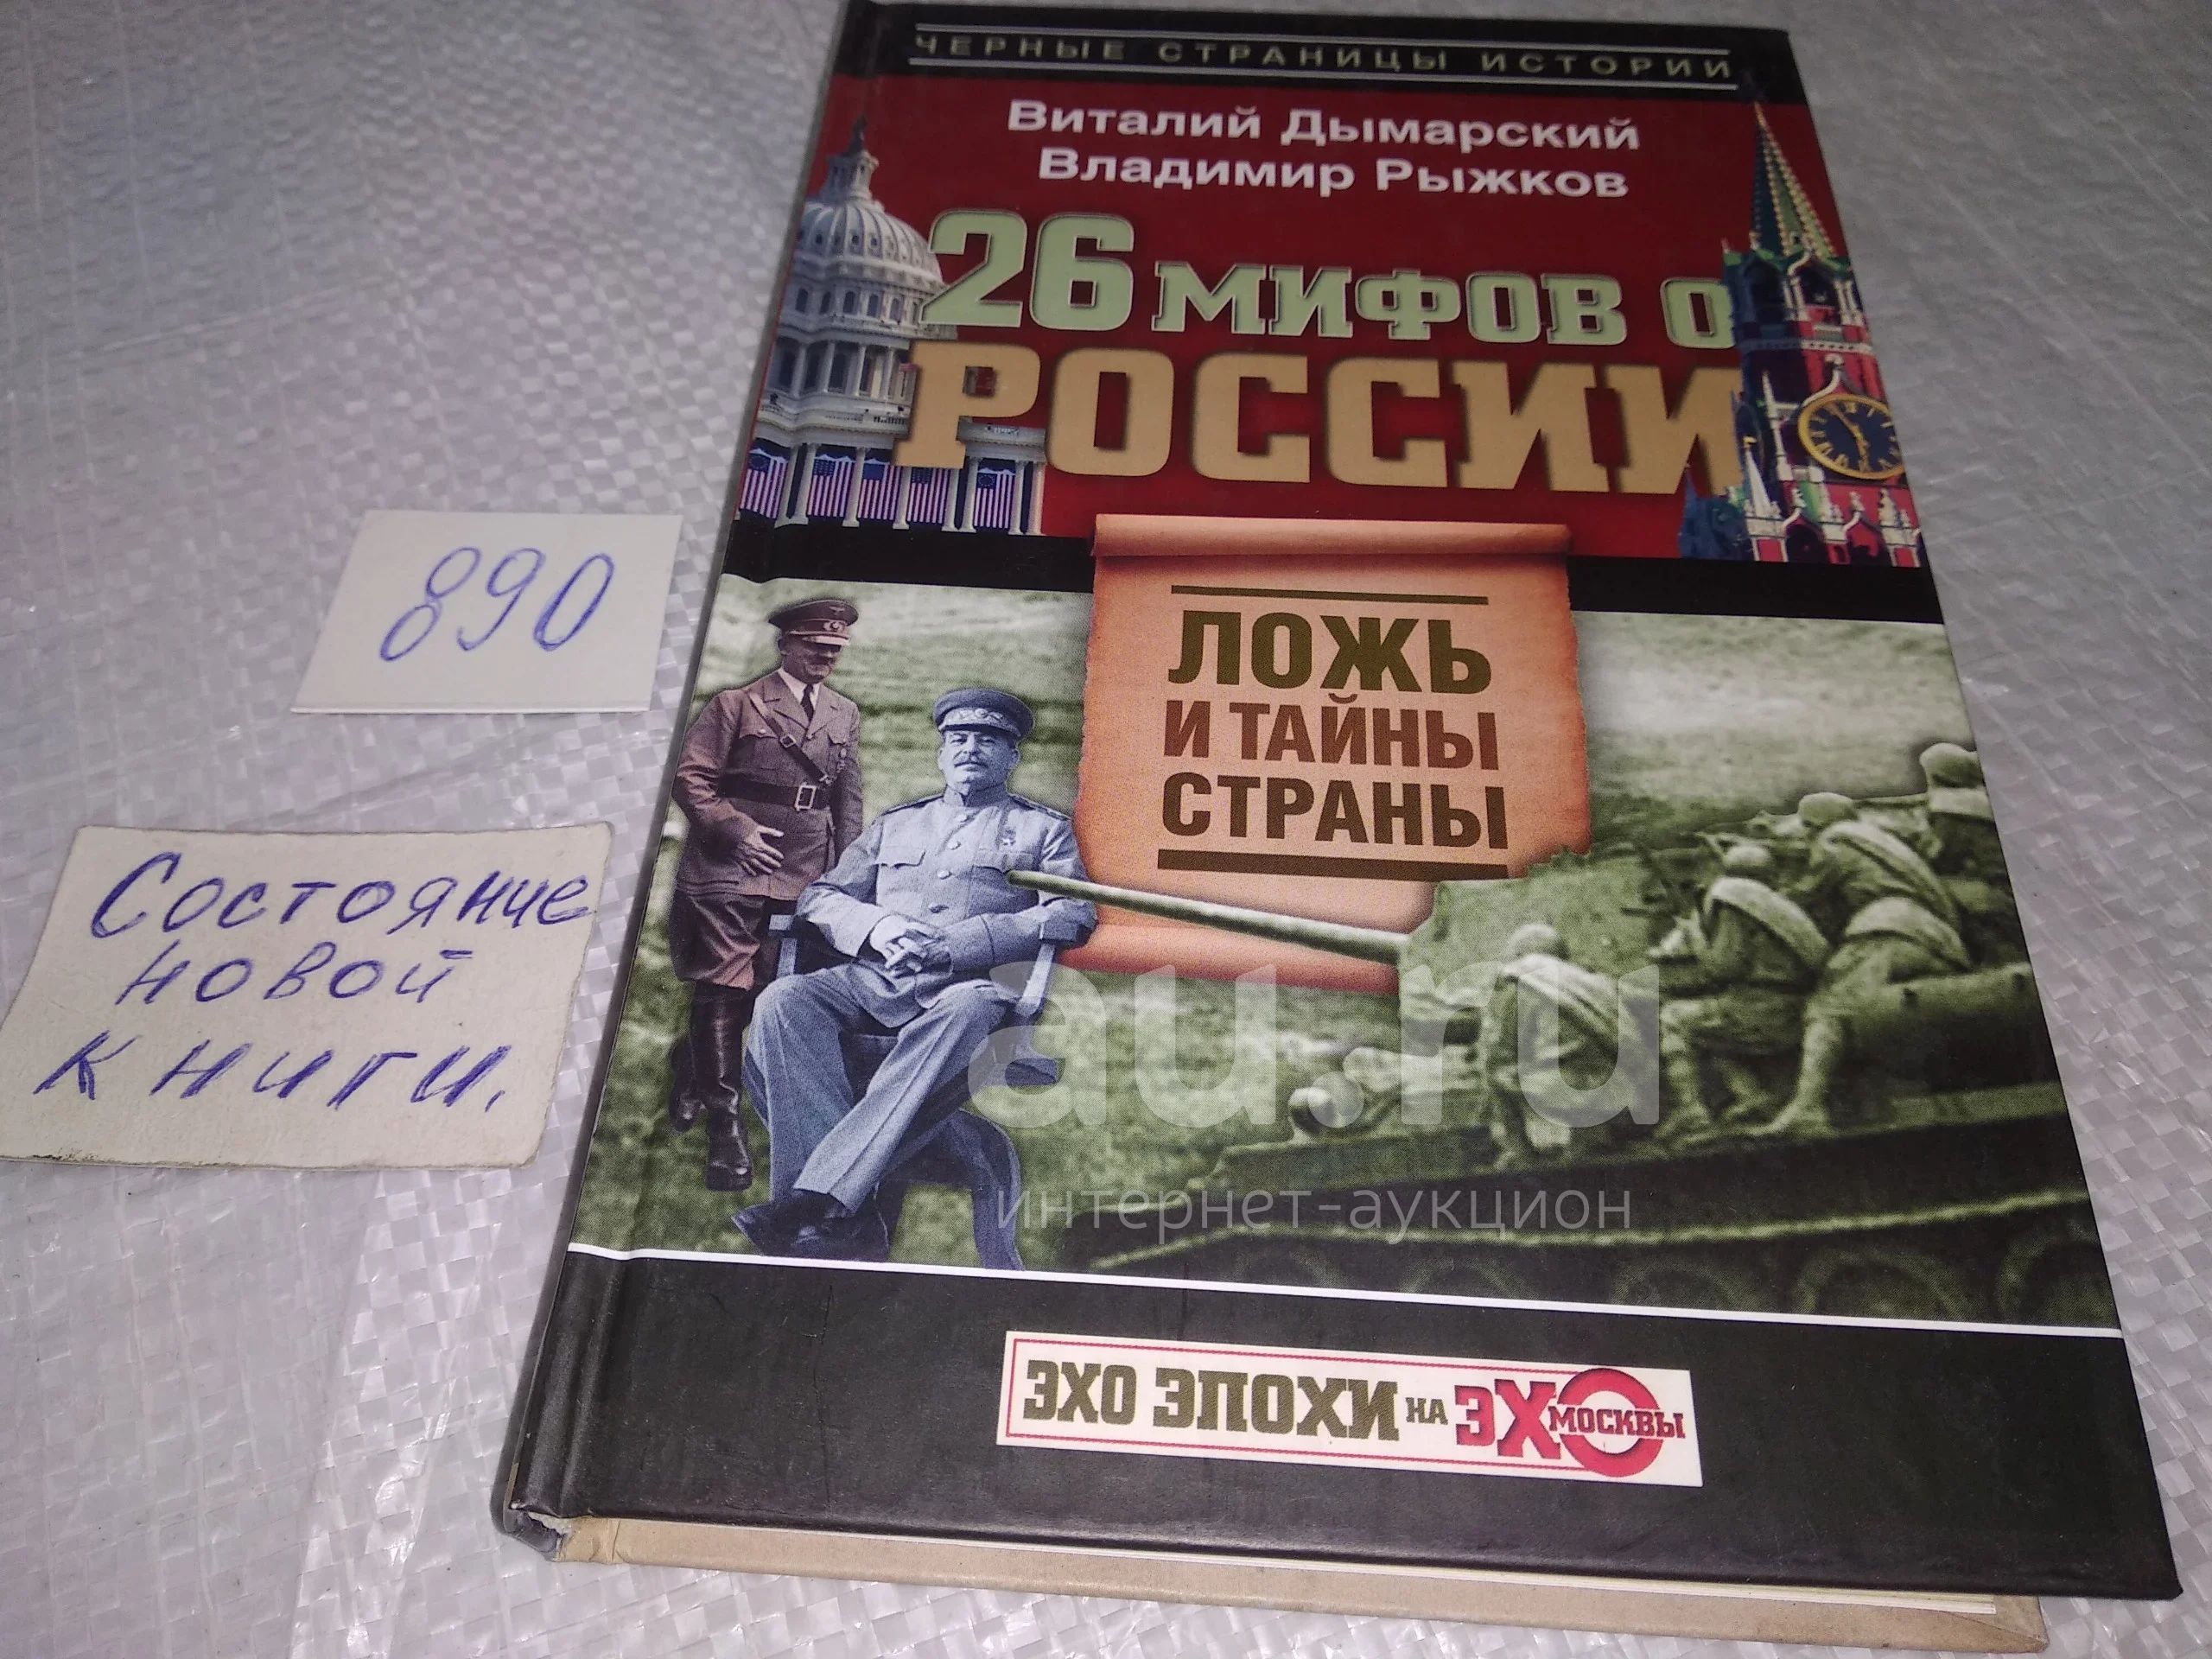 ЧЕРНЫЕ СТРАНИЦЫ ИСТОРИИ
Виталий Дымарский
Владимир Рыжков
26 МИФОВ О
РОССИИ
ЛОЖЬ
И ТАЙНЫ
СТРАНЫ
ЭХО ЭПОХИ НА ЭХО МОСКВЫ
890
Состояние
новой
книги.
au.ru
интернет-аукцион